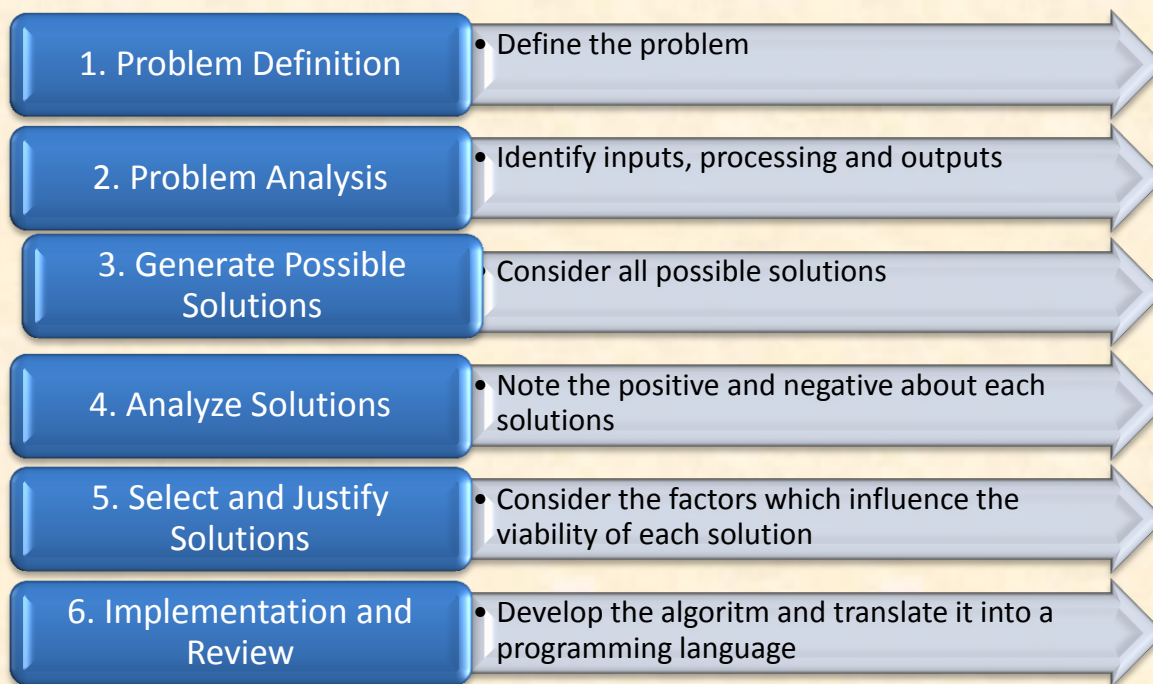 1. Problem Definition
• Define the problem
2. Problem Analysis
• Identify inputs, processing and outputs
3. Generate Possible
Solutions
• Consider all possible solutions
4. Analyze Solutions
• Note the positive and negative about each
solutions
5. Select and Justify
Solutions
• Consider the factors which influence the
viability of each solution
6. Implementation and
Review
• Develop the algoritm and translate it into a
programming language